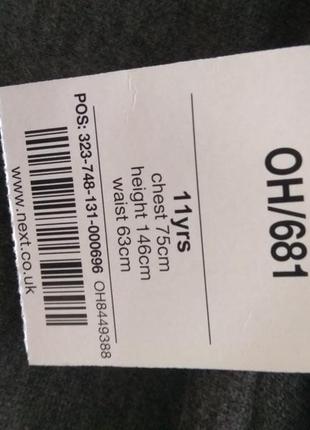 OH/681
11yrs
chest 75cm
height 146cm
waist 63cm
POS: 323-748-131-000696 OH8449388
www.next.co.uk